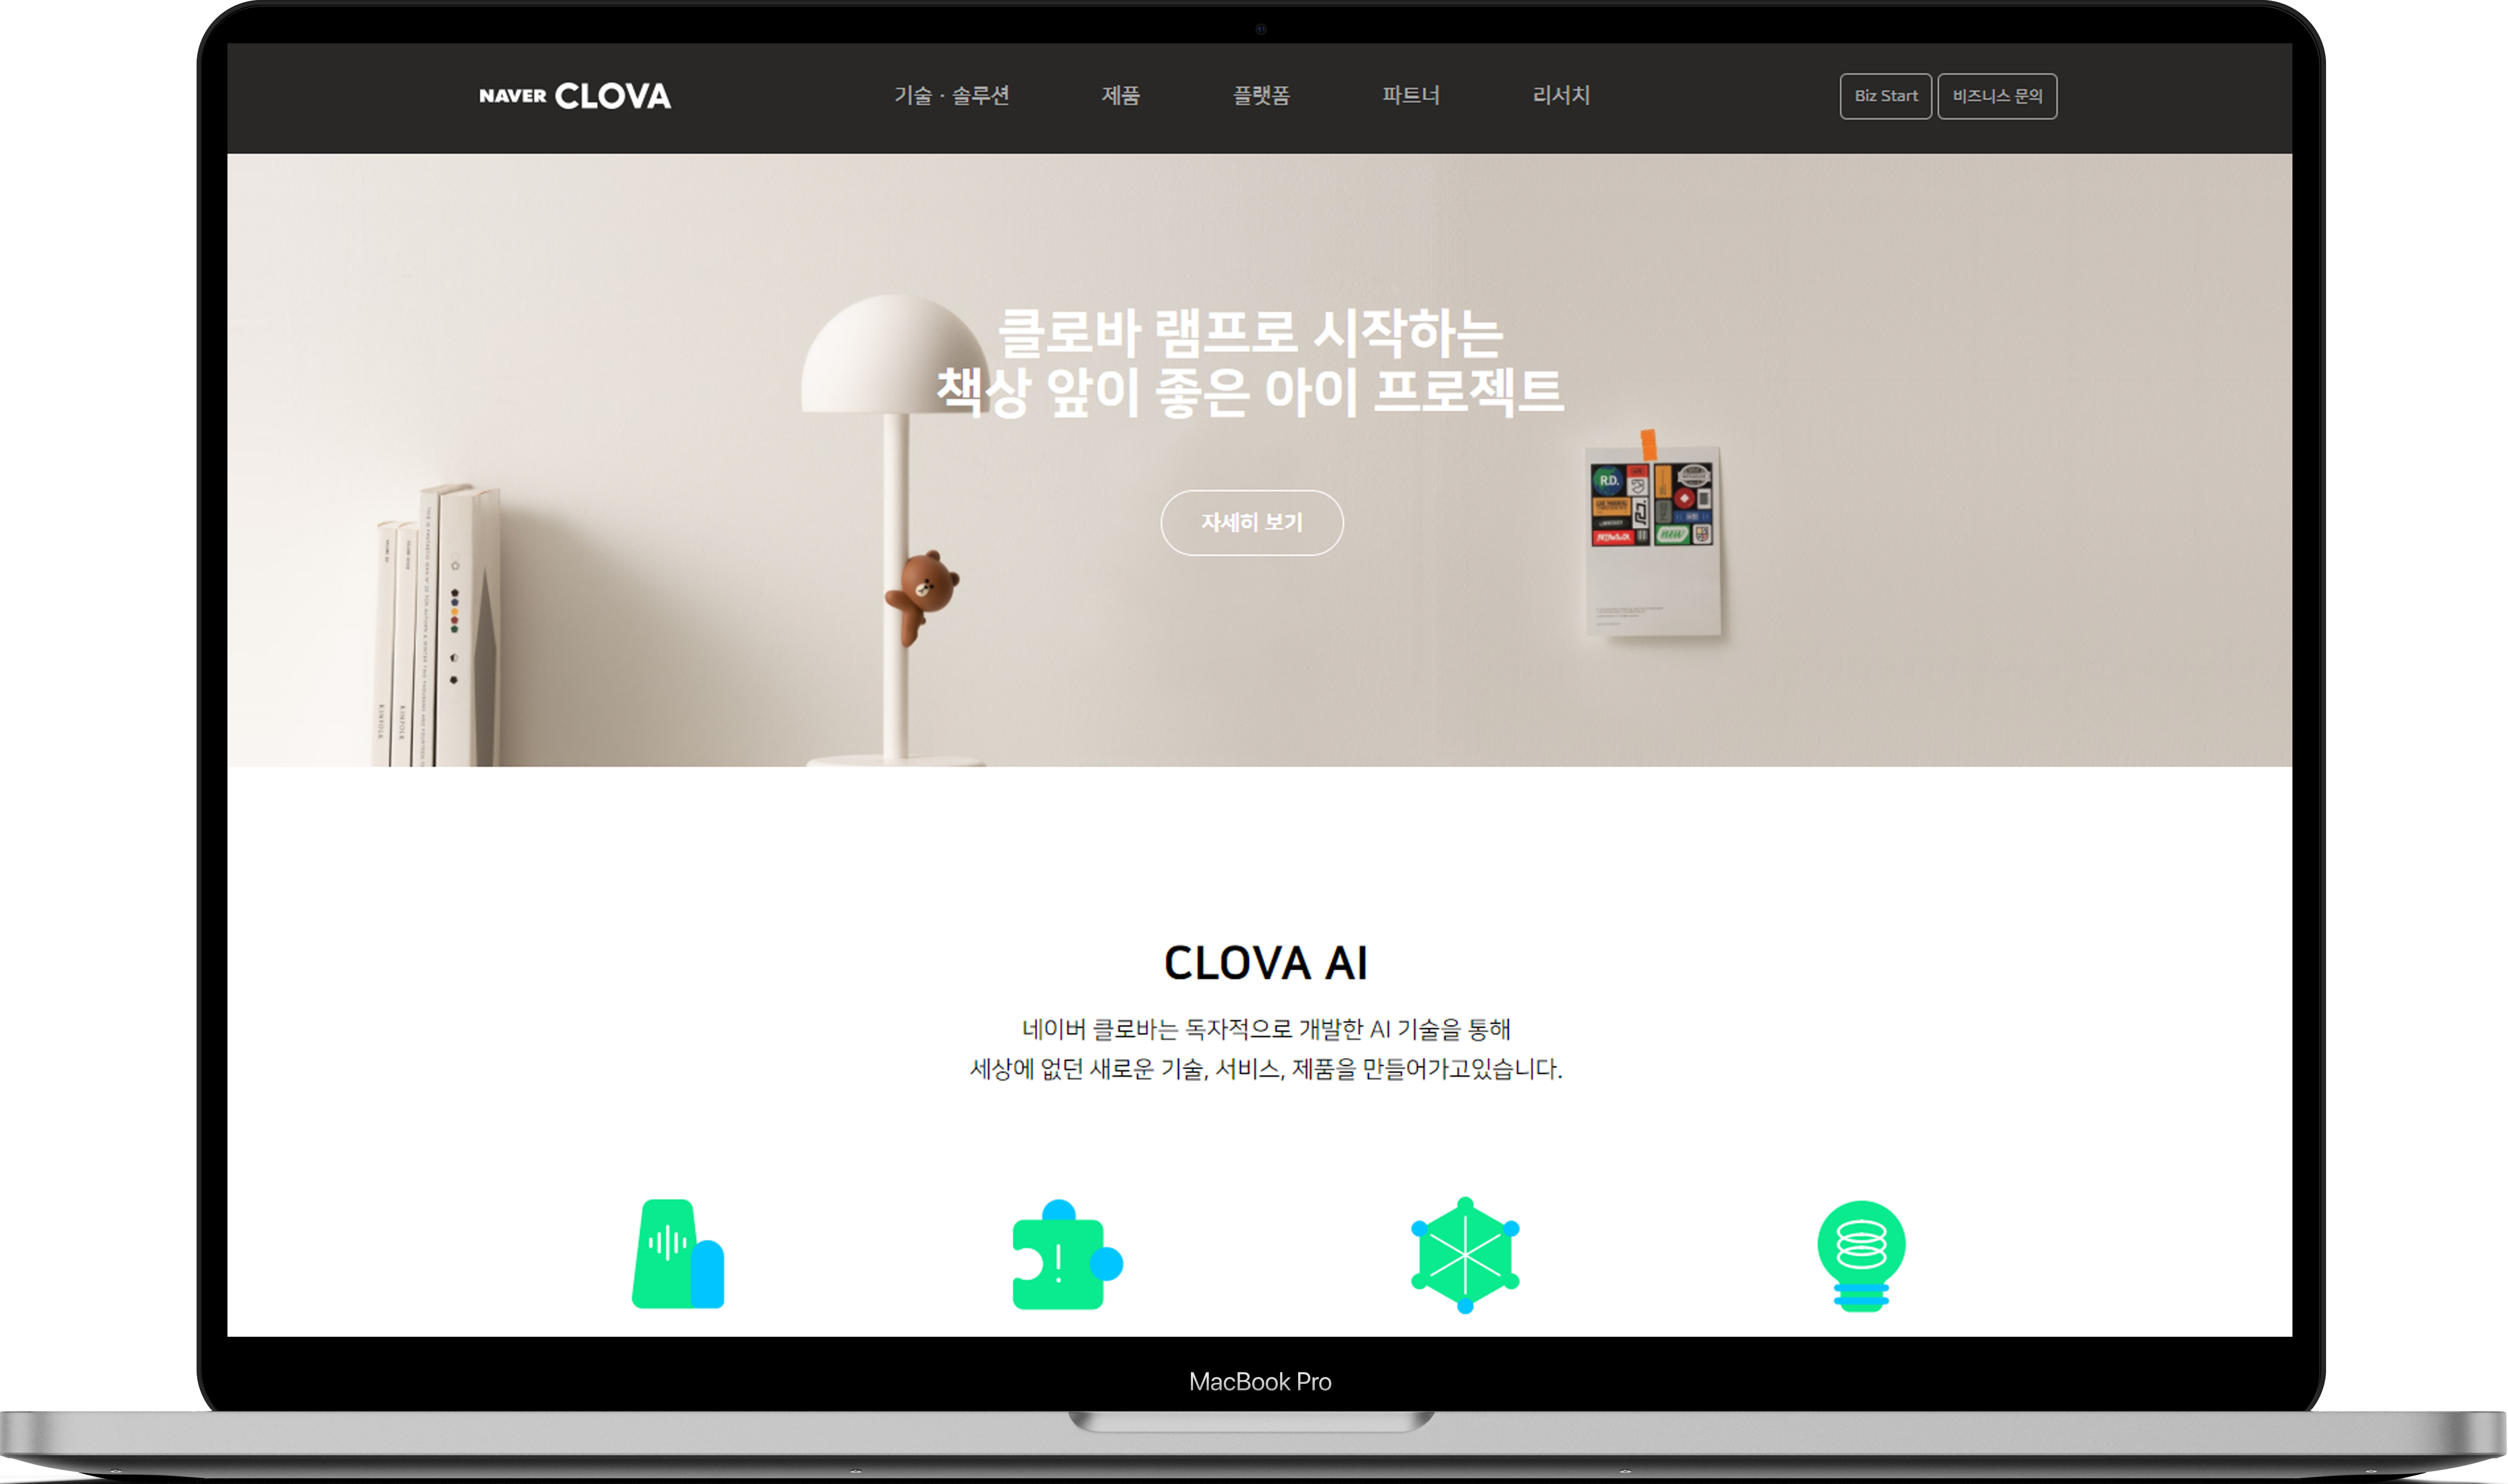 NAVER CLOVA
기술 · 솔루션
제품
플랫폼
파트너
리서치
Biz Start
비즈니스 문의
클로바 램프로 시작하는
책상 앞이 좋은 아이 프로젝트
자세히 보기
R.D.
new
KINFOLK
KINFOLK
CLOVA AI
네이버 클로바는 독자적으로 개발한 AI 기술을 통해
세상에 없던 새로운 기술, 서비스, 제품을 만들어가고있습니다.
MacBook Pro